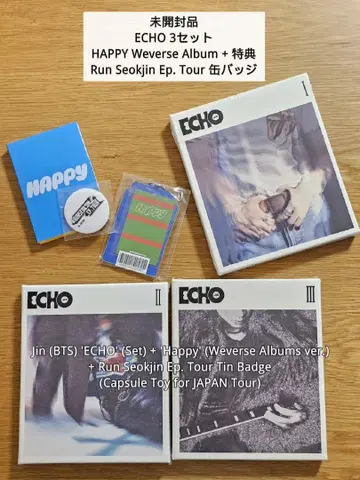 未開封品
ECHO 3セット
HAPPY Weverse Album + 特典
Run Seokjin Ep. Tour 缶バッジ
ECHO
I
HAPPY
Happy
ECHO
II
ECHO
III
Jin (BTS) 'ECHO' (Set) + 'Happy' (Weverse Albums ver.)
+ Run Seokjin Ep. Tour Tin Badge
(Capsule Toy for JAPAN Tour)